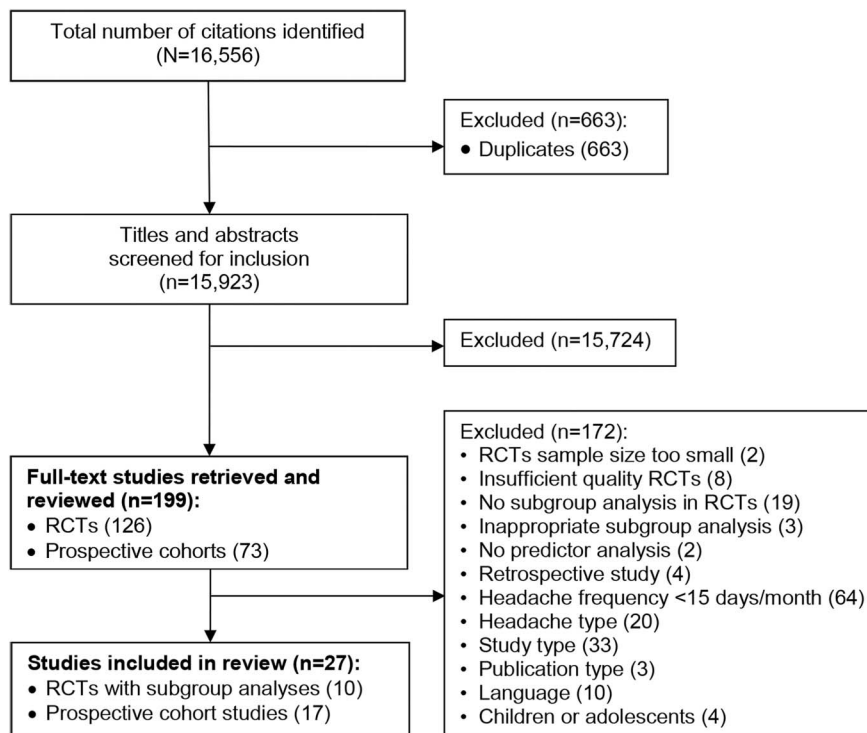 Total number of citations identified
(N=16,556)
Excluded (n=663):
• Duplicates (663)
Titles and abstracts
screened for inclusion
(n=15,923)
Excluded (n=15,724)
Full-text studies retrieved and
reviewed (n=199):
• RCTs (126)
• Prospective cohorts (73)
Excluded (n=172):
• RCTs sample size too small (2)
• Insufficient quality RCTs (8)
• No subgroup analysis in RCTs (19)
• Inappropriate subgroup analysis (3)
• No predictor analysis (2)
• Retrospective study (4)
• Headache frequency <15 days/month (64)
• Headache type (20)
• Study type (33)
• Publication type (3)
• Language (10)
• Children or adolescents (4)
Studies included in review (n=27):
• RCTs with subgroup analyses (10)
• Prospective cohort studies (17)